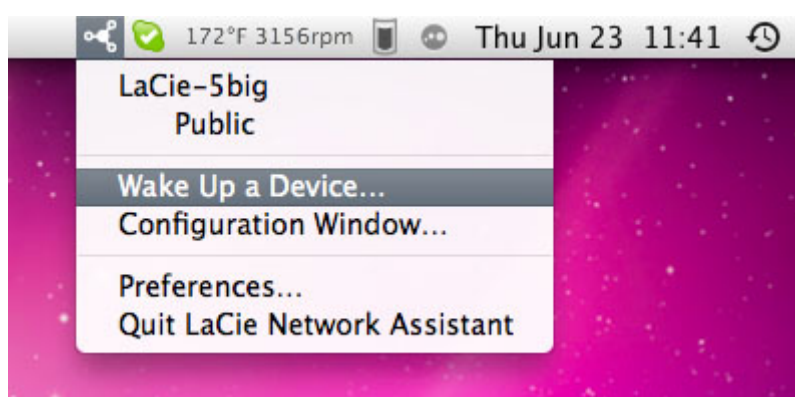 172°F 3156rpm Thu Jun 23 11:41
LaCie-5big
Public
Wake Up a Device...
Configuration Window...
Preferences...
Quit LaCie Network Assistant